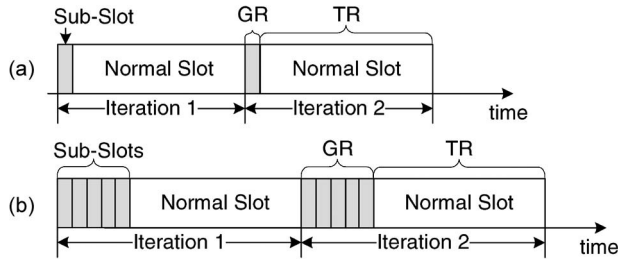 Sub-Slot GR TR
(a) Normal Slot Normal Slot
Iteration 1 Iteration 2 time
Sub-Slots GR TR
(b) Normal Slot Normal Slot
Iteration 1 Iteration 2 time